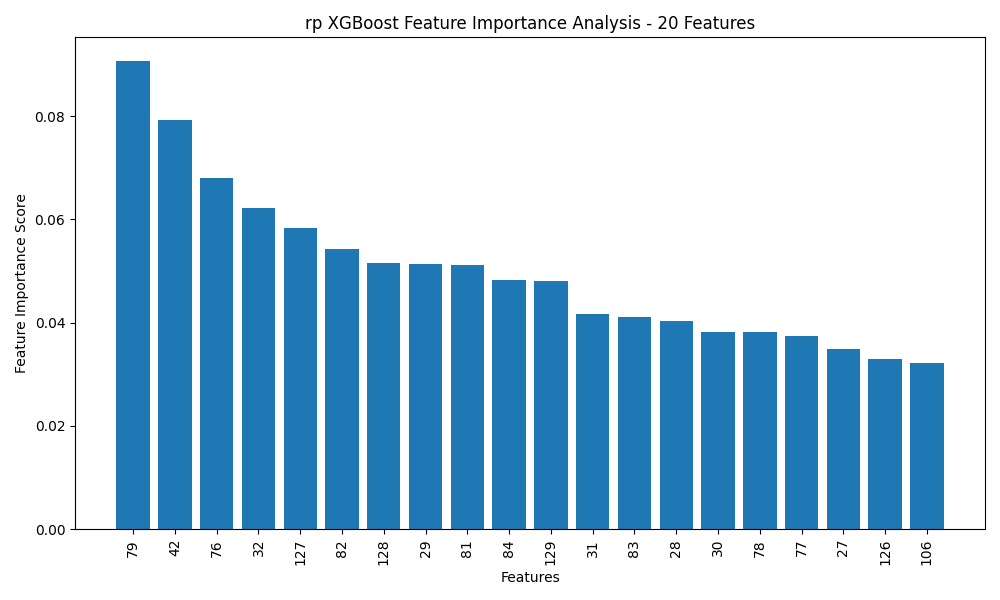 rp XGBoost Feature Importance Analysis - 20 Features
Feature Importance Score
0.08
0.06
0.04
0.02
0.00
79 42 76 32 127 82 128 29 81 84 129 31 83 28 30 78 77 27 126 106
Features